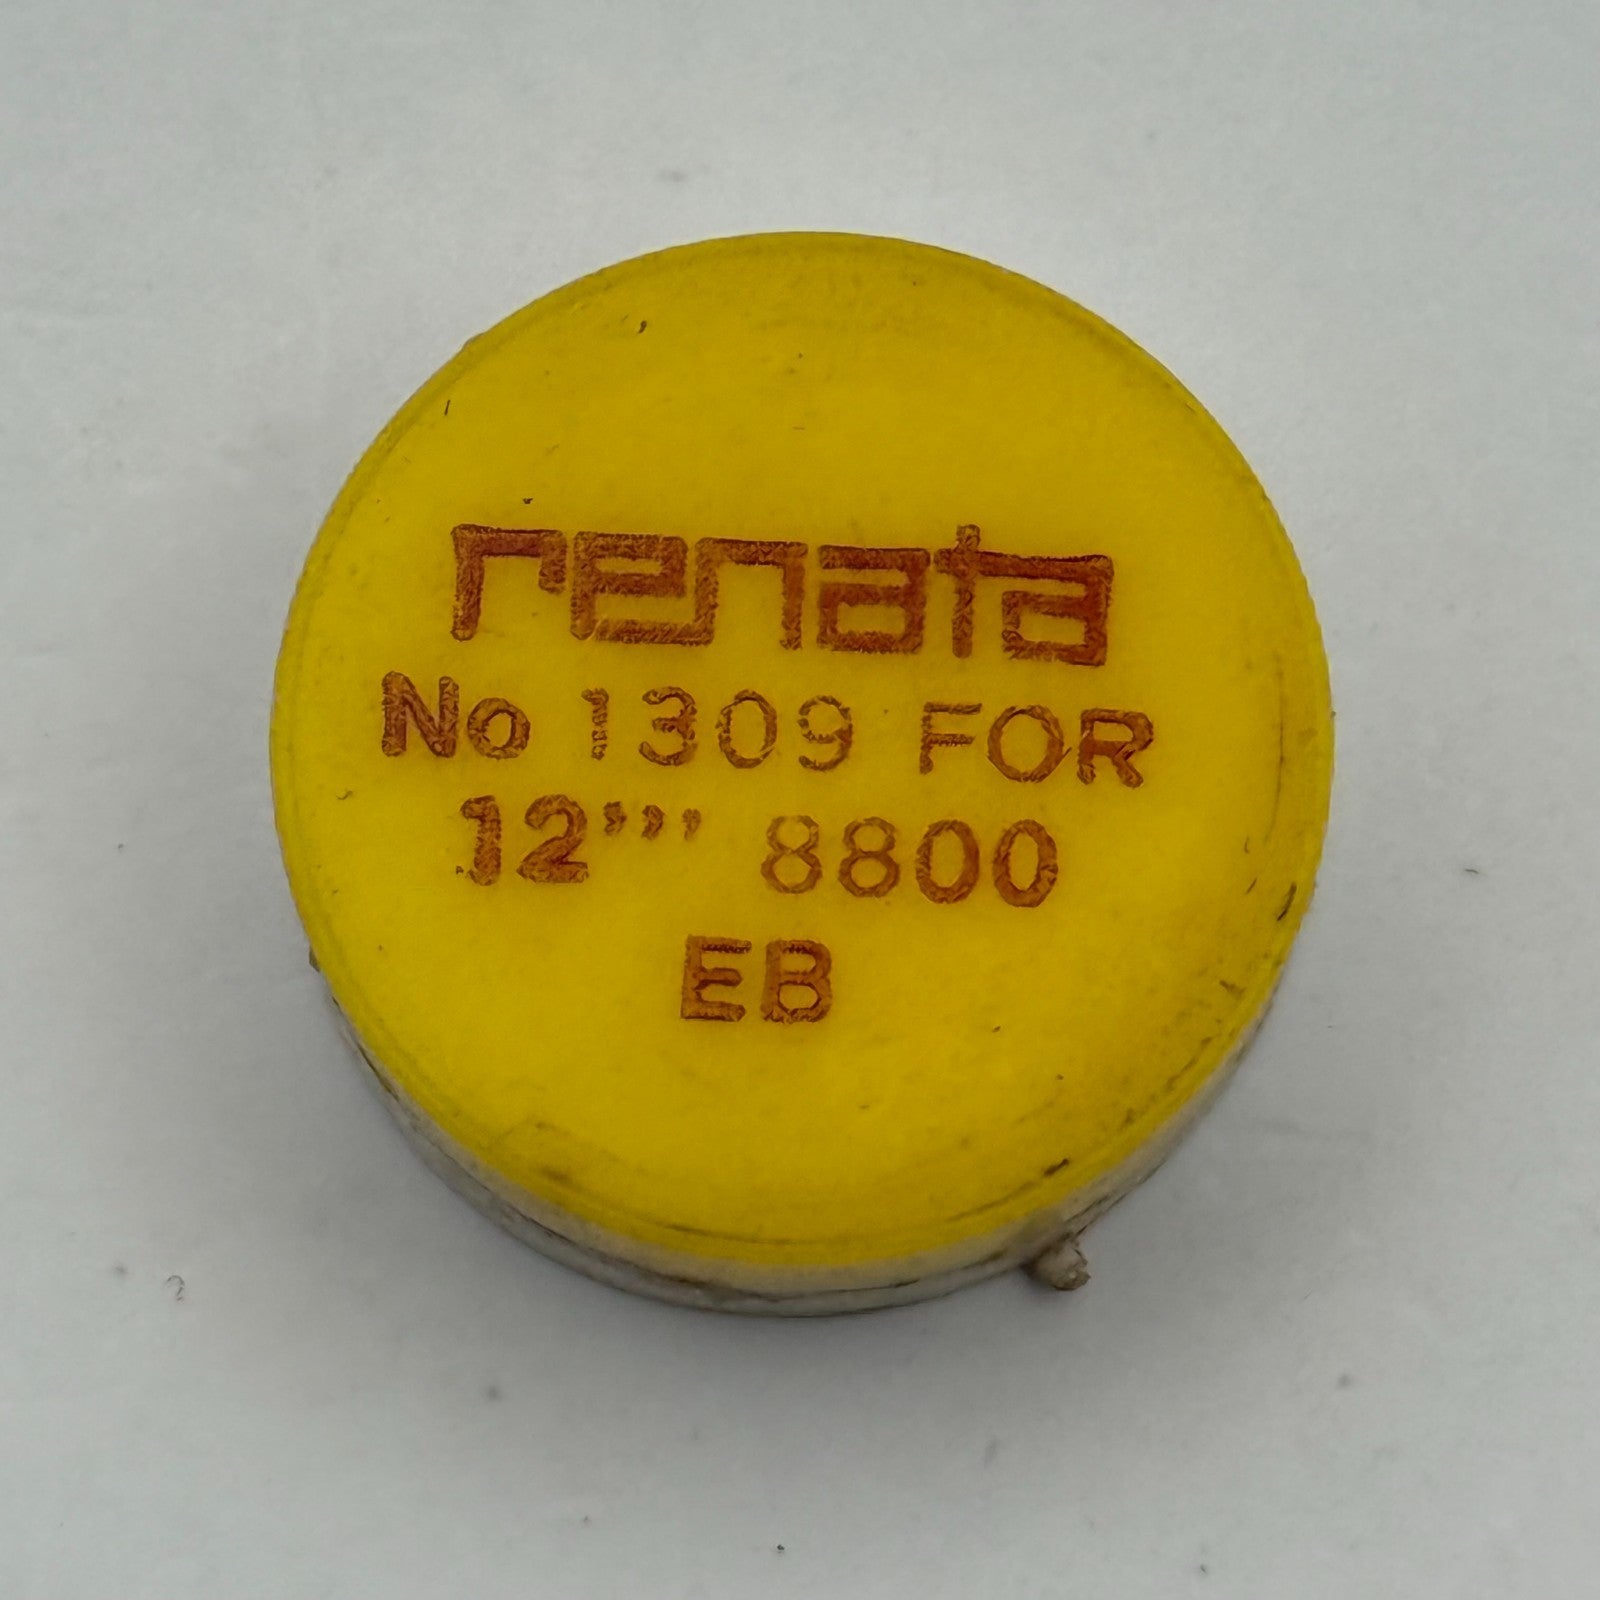 renata
No 1309 FOR
12''' 8800
EB